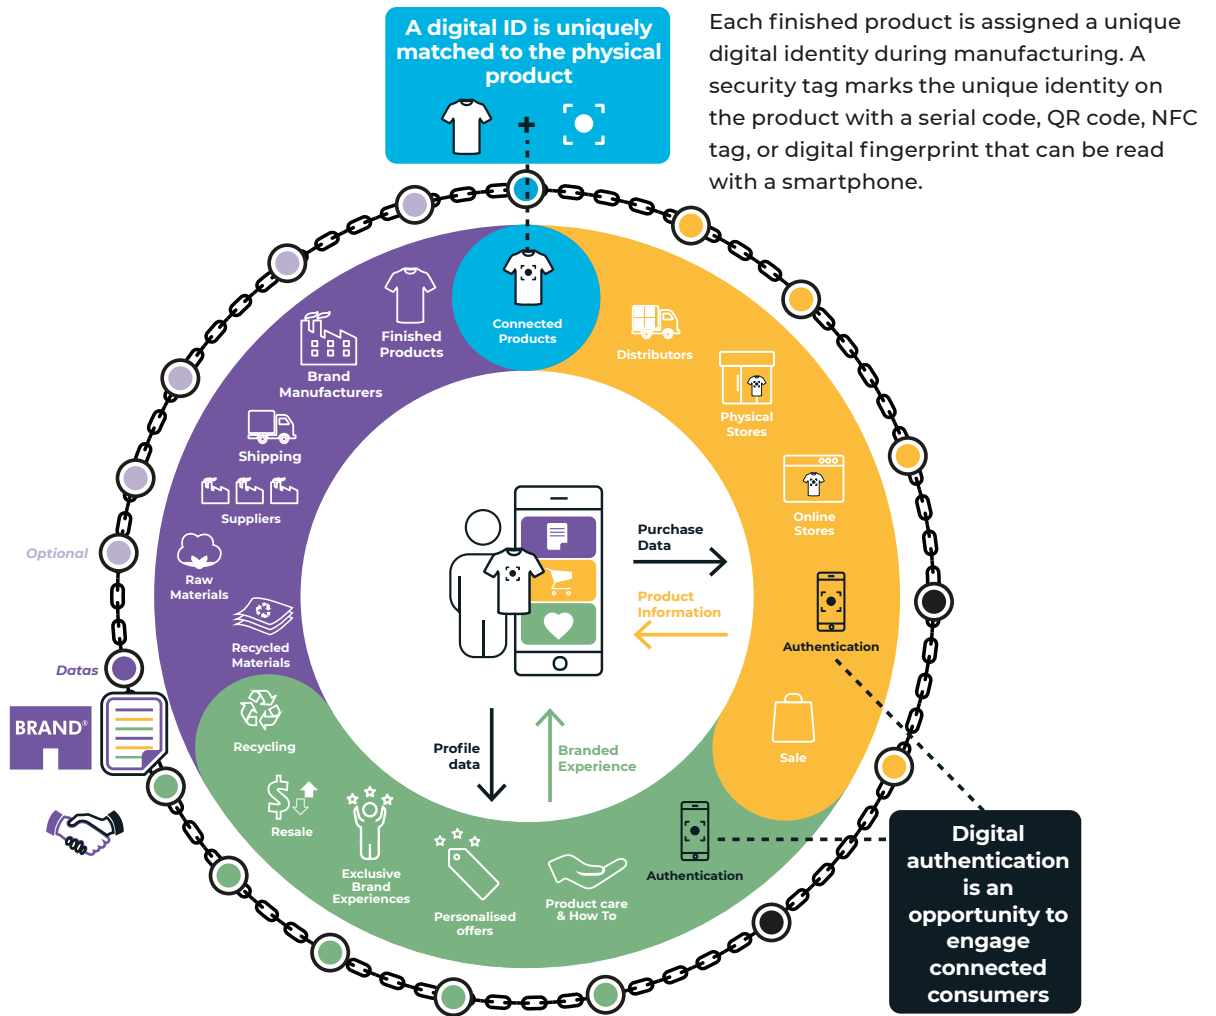 A digital ID is uniquely
matched to the physical
product
Each finished product is assigned a unique
digital identity during manufacturing. A
security tag marks the unique identity on
the product with a serial code, QR code, NFC
tag, or digital fingerprint that can be read
with a smartphone.
Connected
Products
Finished
Products
Brand
Manufacturers
Shipping
Suppliers
Raw
Materials
Recycled
Materials
Optional
Datas
BRAND®
Distributors
Physical
Stores
Online
Stores
Authentication
Sale
Purchase
Data
Product
Information
Profile
data
Branded
Experience
Recycling
Resale
Exclusive
Brand
Experiences
Personalised
offers
Product care
& How To
Authentication
Digital
authentication
is an
opportunity to
engage
connected
consumers